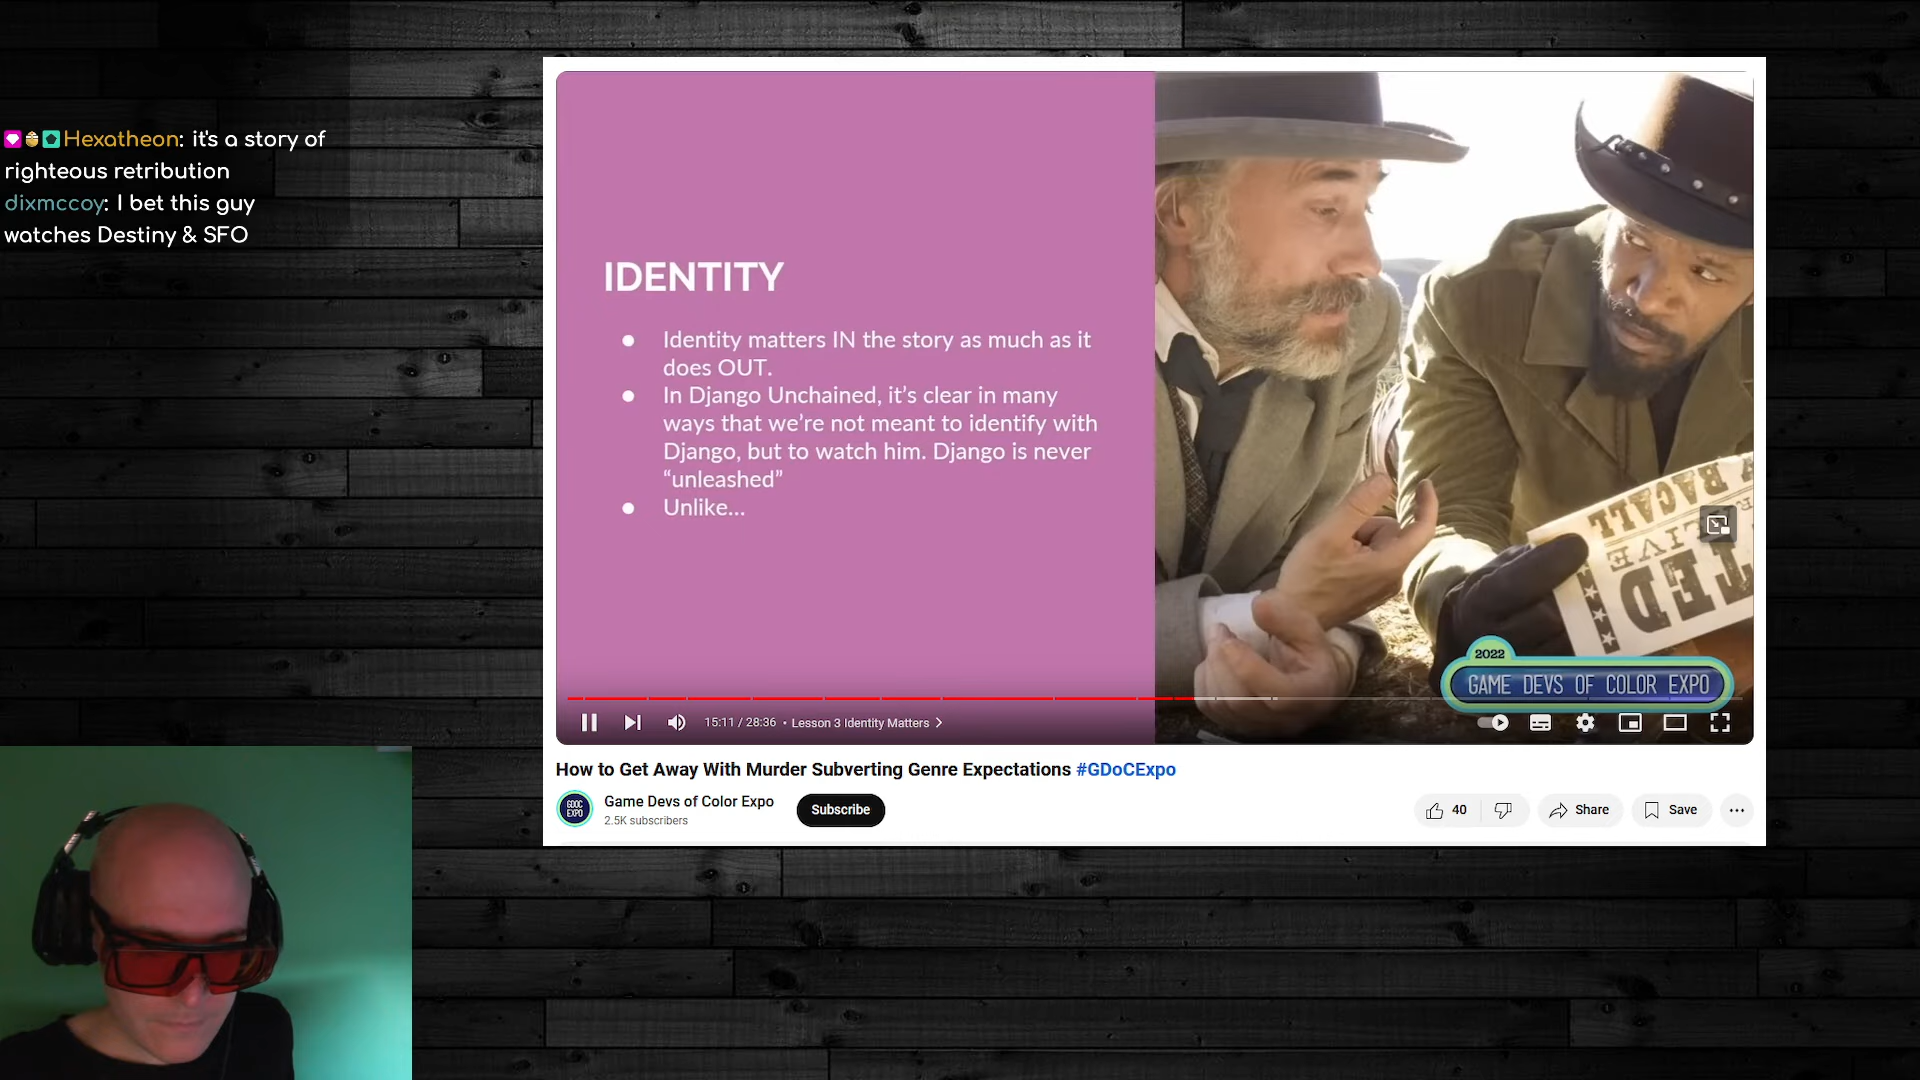 Hexatheon: it's a story of
righteous retribution
dixmccoy: I bet this guy
watches Destiny & SFO
IDENTITY
● Identity matters IN the story as much as it
does OUT.
● In Django Unchained, it's clear in many
ways that we're not meant to identify with
Django, but to watch him. Django is never
“unleashed”
● Unlike...
2022
GAME DEVS OF COLOR EXPO
15:11 / 28:36 • Lesson 3 Identity Matters
How to Get Away With Murder Subverting Genre Expectations #GDoCExpo
GDOC
EXPO
Game Devs of Color Expo
2.5K subscribers
Subscribe
40
Share
Save